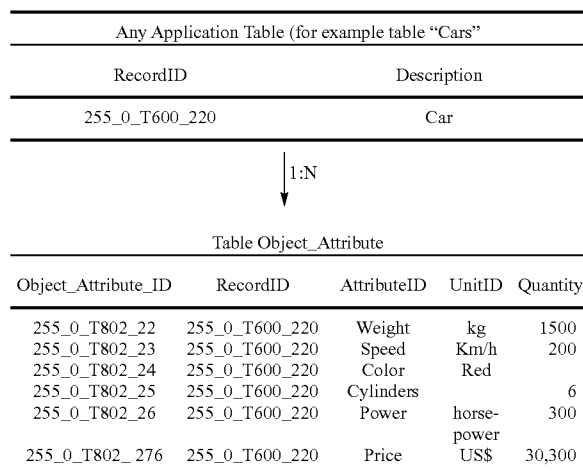 Any Application Table (for example table “Cars”
RecordID Description
255_0_T600_220 Car
1:N
Table Object_Attribute
Object_Attribute_ID RecordID AttributeID UnitID Quantity
255_0_T802_22 255_0_T600_220 Weight kg 1500
255_0_T802_23 255_0_T600_220 Speed Km/h 200
255_0_T802_24 255_0_T600_220 Color Red
255_0_T802_25 255_0_T600_220 Cylinders 6
255_0_T802_26 255_0_T600_220 Power horse- 300
power
255_0_T802_ 276 255_0_T600_220 Price US$ 30,300